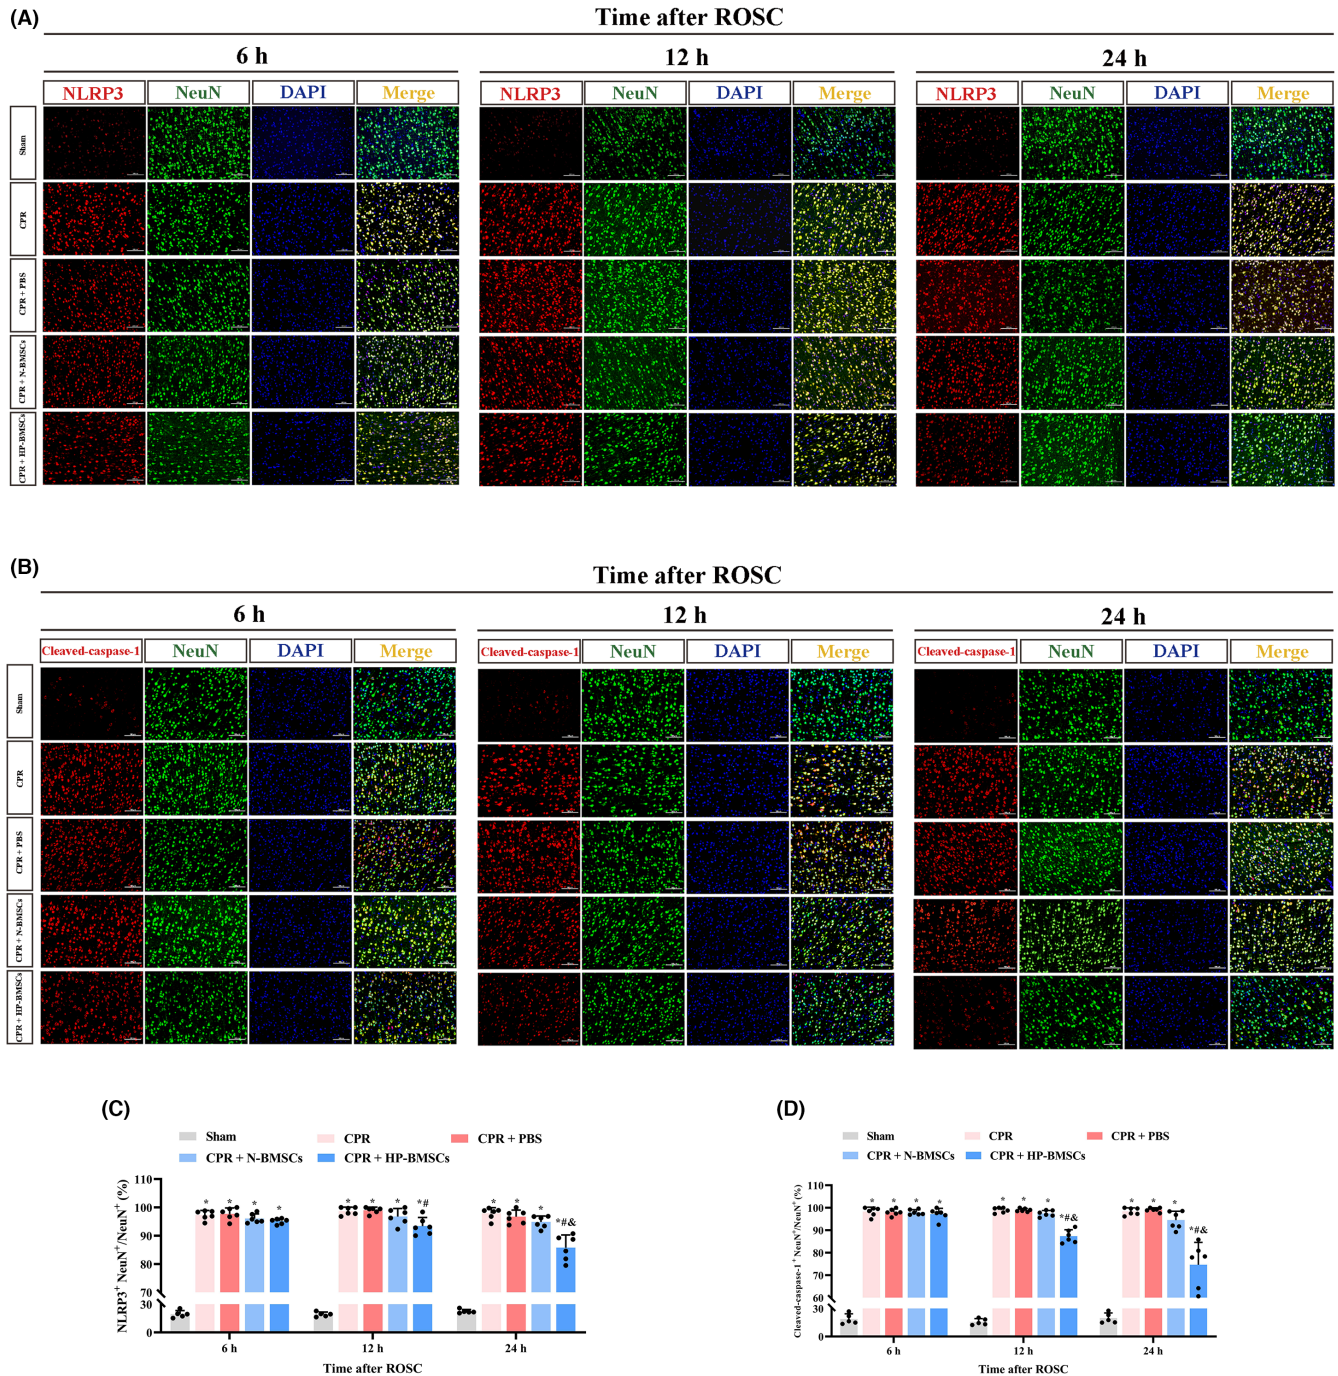 (A)
Time after ROSC
6 h 12 h 24 h
NLRP3 NeuN DAPI Merge NLRP3 NeuN DAPI Merge NLRP3 NeuN DAPI Merge
Sham
CPR
CPR + PBS
CPR + N-BMSCs
CPR + HP-BMSCs
(B)
Time after ROSC
6 h 12 h 24 h
Cleaved-caspase-1 NeuN DAPI Merge Cleaved-caspase-1 NeuN DAPI Merge Cleaved-caspase-1 NeuN DAPI Merge
Sham
CPR
CPR + PBS
CPR + N-BMSCs
CPR + HP-BMSCs
(C)
Sham CPR CPR + PBS
CPR + N-BMSCs CPR + HP-BMSCs
NLRP3⁺ NeuN⁺/NeuN⁺ (%)
110
100
90
80
70
30
0
* * * *
* * * *#
* * * *#&
6 h 12 h 24 h
Time after ROSC
(D)
Sham CPR CPR + PBS
CPR + N-BMSCs CPR + HP-BMSCs
Cleaved-caspase-1⁺ NeuN⁺/NeuN⁺ (%)
110
100
90
80
70
60
30
0
* * * *
* * * *#&
* * * *#&
6 h 12 h 24 h
Time after ROSC